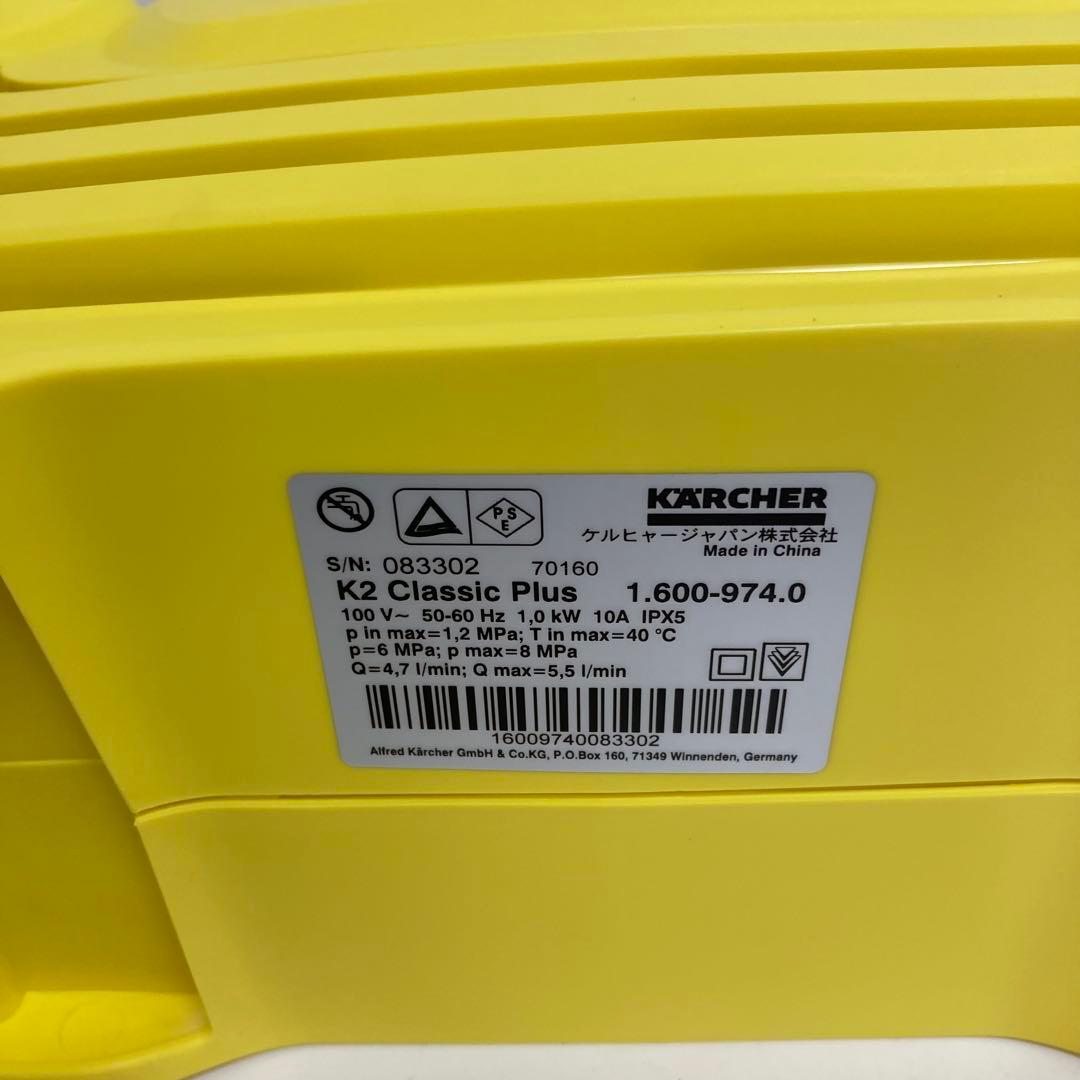 PSE
KÄRCHER
ケルヒャージャパン株式会社
Made in China
S/N: 083302 70160
K2 Classic Plus 1.600-974.0
100 V~ 50-60 Hz 1,0 kW 10A IPX5
p in max=1,2 MPa; T in max=40 °C
p=6 MPa; p max=8 MPa
Q=4,7 l/min; Q max=5,5 l/min
16009740083302
Alfred Kärcher GmbH & Co.KG, P.O.Box 160, 71349 Winnenden, Germany